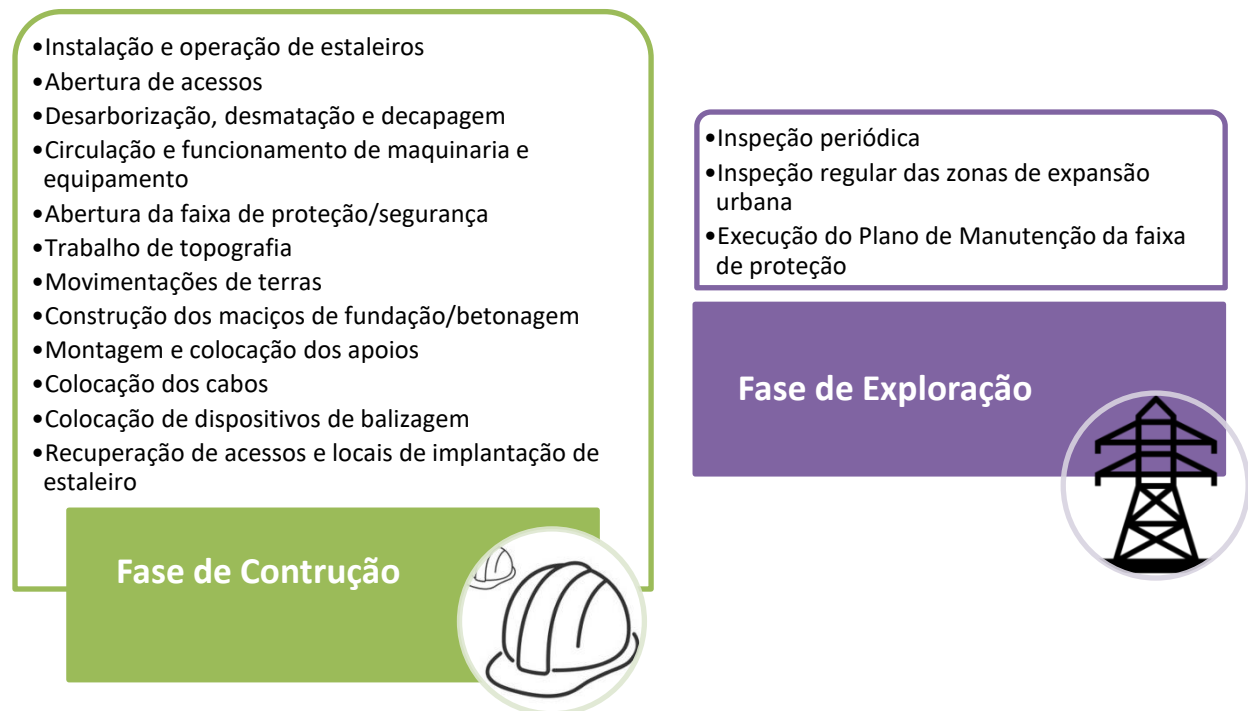 •Instalação e operação de estaleiros
•Abertura de acessos
•Desarborização, desmatação e decapagem
•Circulação e funcionamento de maquinaria e
equipamento
•Abertura da faixa de proteção/segurança
•Trabalho de topografia
•Movimentações de terras
•Construção dos maciços de fundação/betonagem
•Montagem e colocação dos apoios
•Colocação dos cabos
•Colocação de dispositivos de balizagem
•Recuperação de acessos e locais de implantação de
estaleiro
Fase de Contrução
•Inspeção periódica
•Inspeção regular das zonas de expansão
urbana
•Execução do Plano de Manutenção da faixa
de proteção
Fase de Exploração